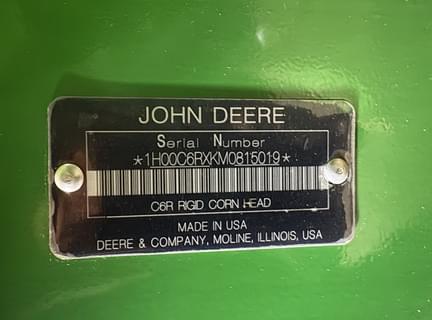 JOHN DEERE
Serial Number
*1H00C6RXKM0815019*
C6R RIGID CORN HEAD
MADE IN USA
DEERE & COMPANY, MOLINE, ILLINOIS, USA